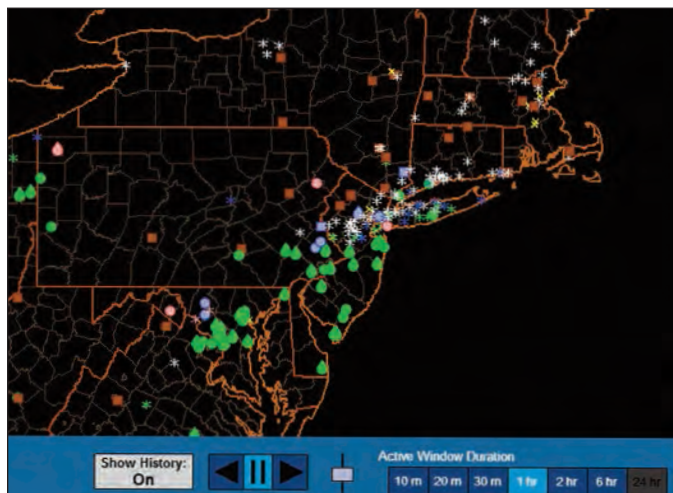 Show History:
On
Active Window Duration
10 m 20 m 30 m 1 hr 2 hr 6 hr 24 hr